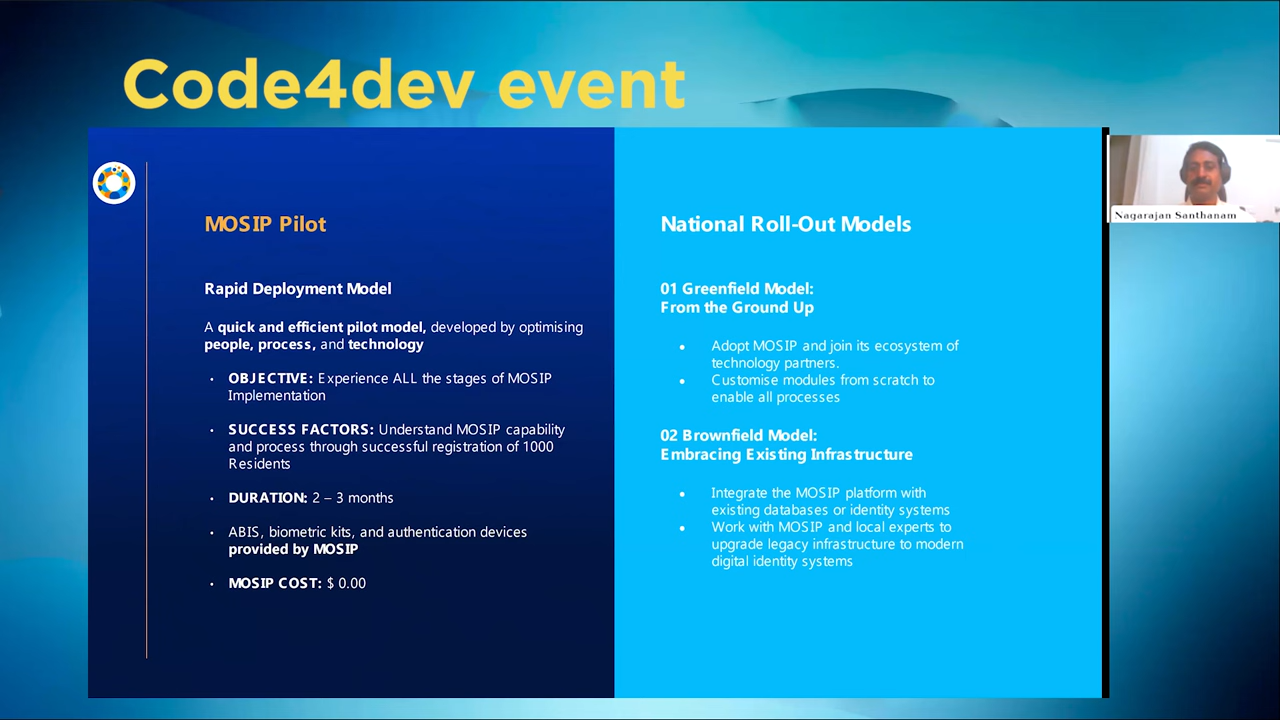 Code4dev event
MOSIP Pilot
Rapid Deployment Model
A quick and efficient pilot model, developed by optimising
people, process, and technology
• OBJECTIVE: Experience ALL the stages of MOSIP
Implementation
• SUCCESS FACTORS: Understand MOSIP capability
and process through successful registration of 1000
Residents
• DURATION: 2 – 3 months
• ABIS, biometric kits, and authentication devices
provided by MOSIP
• MOSIP COST: $ 0.00
National Roll-Out Models
01 Greenfield Model:
From the Ground Up
• Adopt MOSIP and join its ecosystem of
technology partners.
• Customise modules from scratch to
enable all processes
02 Brownfield Model:
Embracing Existing Infrastructure
• Integrate the MOSIP platform with
existing databases or identity systems
• Work with MOSIP and local experts to
upgrade legacy infrastructure to modern
digital identity systems
Nagarajan Santhanam